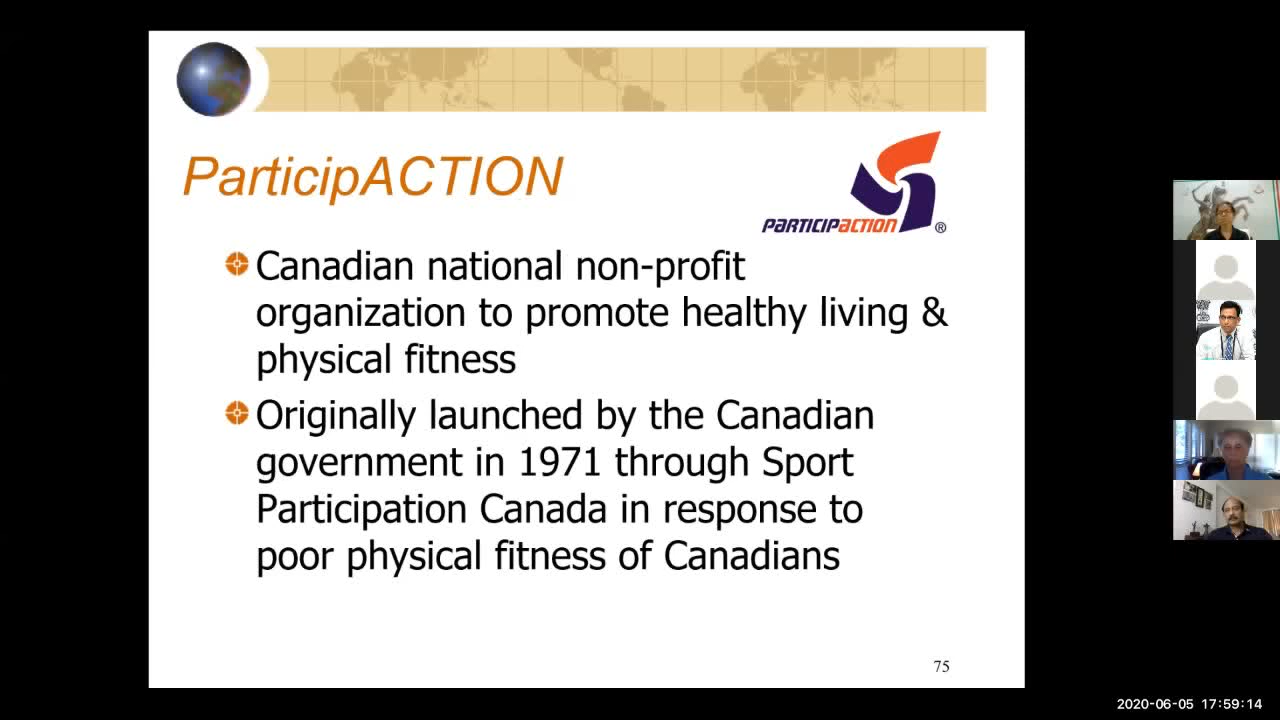 ParticipACTION
PARTICIPACTION ®
Canadian national non-profit
organization to promote healthy living &
physical fitness
Originally launched by the Canadian
government in 1971 through Sport
Participation Canada in response to
poor physical fitness of Canadians
75
2020-06-05 17:59:14